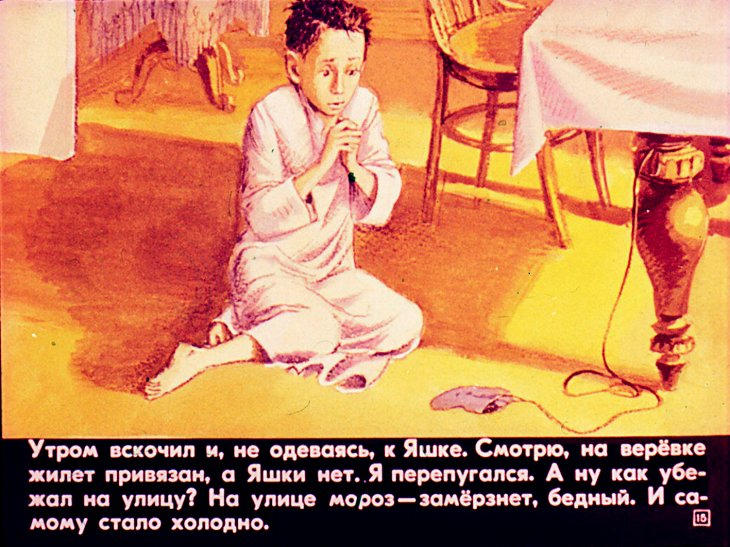 Утром вскочил и, не одеваясь, к Яшке. Смотрю, на верёвке
жилет привязан, а Яшки нет. Я перепугался. А ну как убе-
жал на улицу? На улице мороз—замёрзнет, бедный. И са-
мому стало холодно.
15